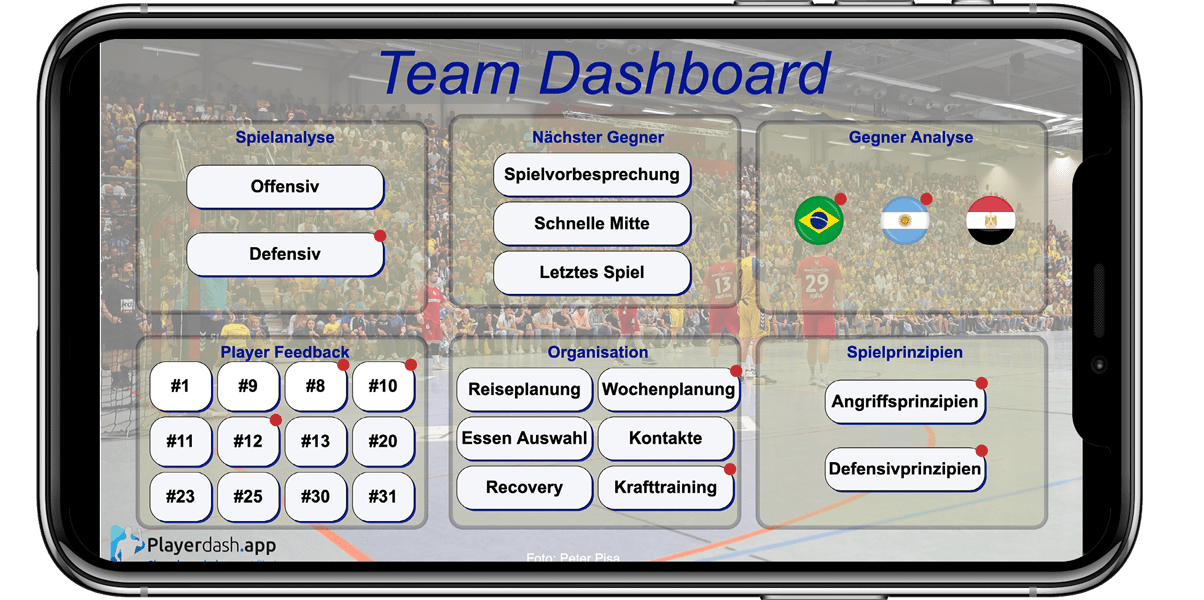 Team Dashboard
Spielanalyse
Offensiv
Defensiv
Nächster Gegner
Spielvorbesprechung
Schnelle Mitte
Letztes Spiel
Gegner Analyse
13
29
Player Feedback
#1 #9 #8 #10
#11 #12 #13 #20
#23 #25 #30 #31
Organisation
Reiseplanung Wochenplanung
Essen Auswahl Kontakte
Recovery Krafttraining
Spielprinzipien
Angriffsprinzipien
Defensivprinzipien
Playerdash.app
Foto: Peter Pisa